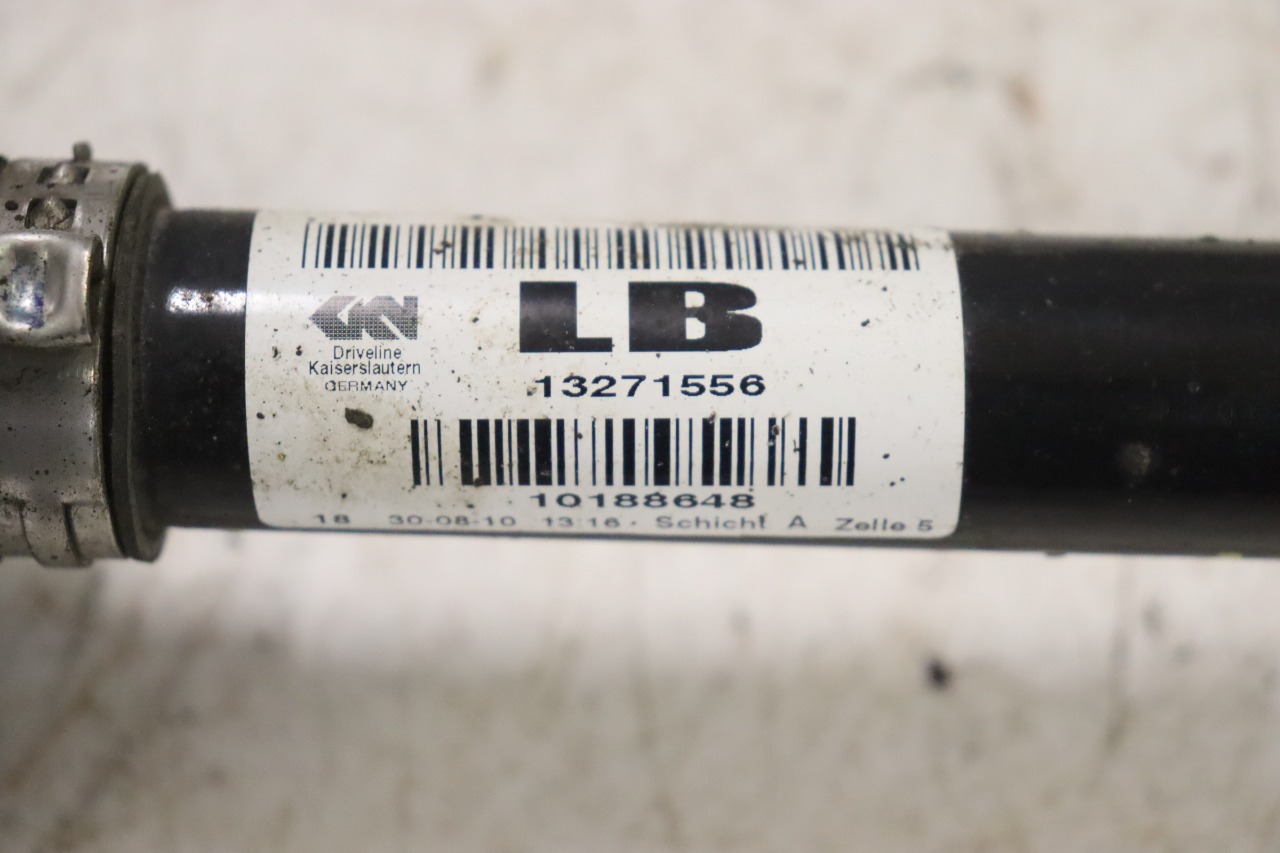 LB
GKN
Driveline
Kaiserslautern
GERMANY
13271556
10188648
18 30-08-10 13:16 · Schicht A Zelle 5